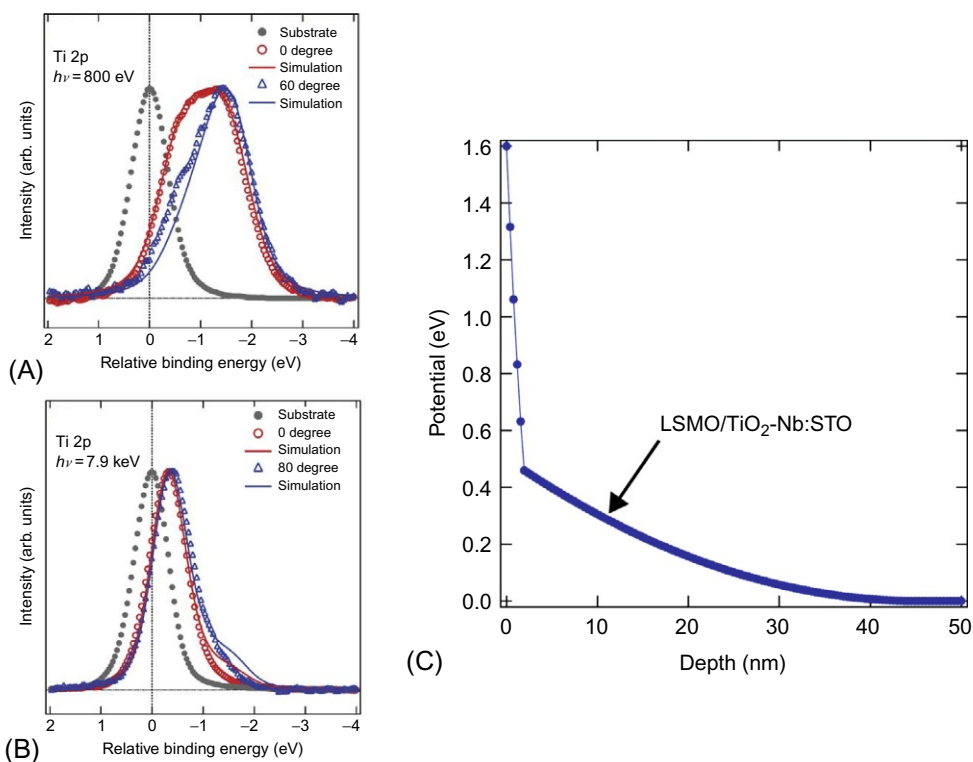 Ti 2p
hν = 800 eV
Substrate
0 degree
Simulation
60 degree
Simulation
Intensity (arb. units)
2 1 0 –1 –2 –3 –4
Relative binding energy (eV)
(A)
Ti 2p
hν = 7.9 keV
Substrate
0 degree
Simulation
80 degree
Simulation
Intensity (arb. units)
2 1 0 –1 –2 –3 –4
Relative binding energy (eV)
(B)
Potential (eV)
1.6
1.4
1.2
1.0
0.8
0.6
0.4
0.2
0.0
LSMO/TiO₂-Nb:STO
0 10 20 30 40 50
Depth (nm)
(C)